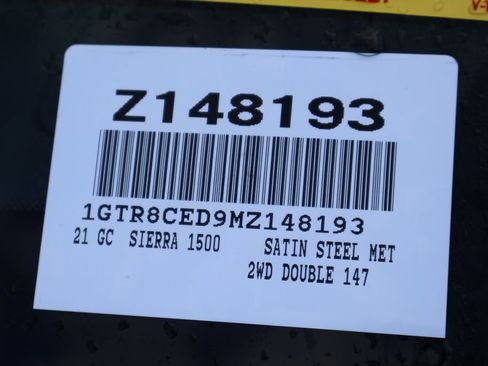 Z148193
1GTR8CED9MZ148193
21 GC SIERRA 1500 SATIN STEEL MET
2WD DOUBLE 147